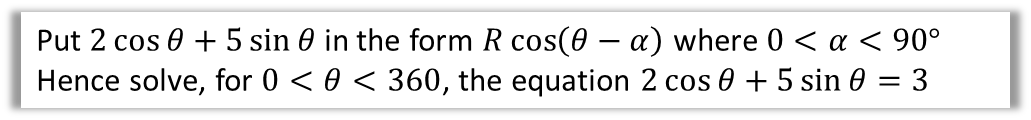 Put 2 cos 𝜃 + 5 sin 𝜃 in the form 𝑅 cos(𝜃 − 𝛼) where 0 < 𝛼 < 90°
Hence solve, for 0 < 𝜃 < 360, the equation 2 cos 𝜃 + 5 sin 𝜃 = 3